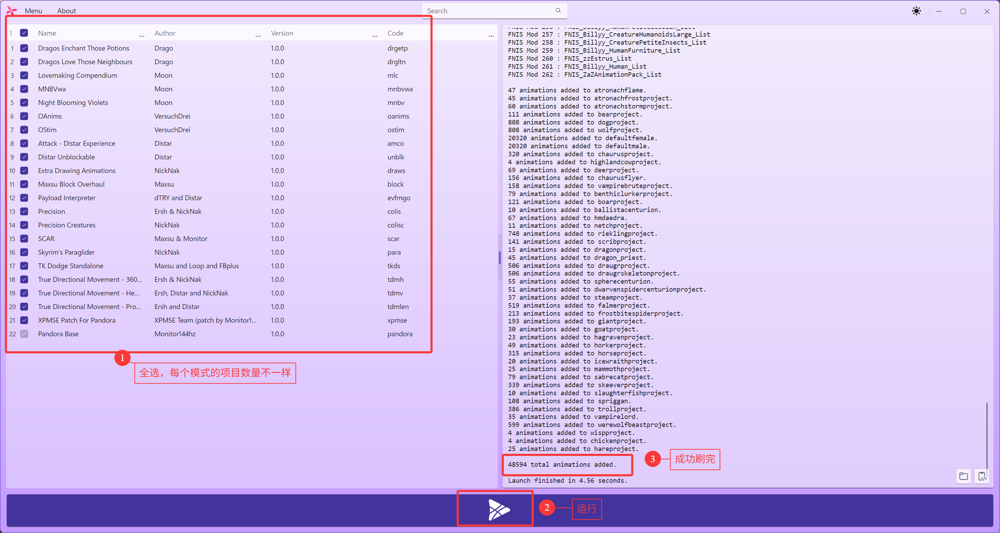 Menu About Search
Name ... Author ... Version ... Code ...
1 Dragos Enchant Those Potions Drago 1.0.0 drgetp
2 Dragos Love Those Neighbours Drago 1.0.0 drgltn
3 Lovemaking Compendium Moon 1.0.0 mlc
4 MNBVwa Moon 1.0.0 mnbvwa
5 Night Blooming Violets Moon 1.0.0 mnbv
6 OAnims VersuchDrei 1.0.0 oanims
7 OStim VersuchDrei 1.0.0 ostim
8 Attack - Distar Experience Distar 1.0.0 amco
9 Distar Unblockable Distar 1.0.0 unblk
10 Extra Drawing Animations NickNak 1.0.0 draws
11 Maxsu Block Overhaul Maxsu 1.0.0 block
12 Payload Interpreter dTRY and Distar 1.0.0 evfmgo
13 Precision Ersh & NickNak 1.0.0 colis
14 Precision Creatures NickNak 1.0.0 colisc
15 SCAR Maxsu & Monitor 1.0.0 scar
16 Skyrim's Paraglider NickNak 1.0.0 para
17 TK Dodge Standalone Maxsu and Loop and FBplus 1.0.0 tkds
18 True Directional Movement - 360... Ersh & NickNak 1.0.0 tdmh
19 True Directional Movement - He... Ersh, Distar and NickNak 1.0.0 tdmv
20 True Directional Movement - Pro... Ersh and Distar 1.0.0 tdmlen
21 XPMSE Patch For Pandora XPMSE Team (patch by Monitor1... 1.0.0 xpmse
22 Pandora Base Monitor144hz 1.0.0 pandora
1
全选，每个模式的项目数量不一样
FNIS Mod 257 : FNIS_Billyy_CreatureHumanoidsLarge_List
FNIS Mod 258 : FNIS_Billyy_CreaturePetiteInsects_List
FNIS Mod 259 : FNIS_Billyy_HumanFurniture_List
FNIS Mod 260 : FNIS_zzEstrus_List
FNIS Mod 261 : FNIS_Billyy_Human_List
FNIS Mod 262 : FNIS_ZaZAnimationPack_List
47 animations added to atronachflame.
45 animations added to atronachfrostproject.
60 animations added to atronachstormproject.
111 animations added to bearproject.
808 animations added to dogproject.
808 animations added to wolfproject.
20320 animations added to defaultfemale.
20320 animations added to defaultmale.
320 animations added to chaurusproject.
4 animations added to highlandcowproject.
69 animations added to deerproject.
156 animations added to chaurusflyer.
158 animations added to vampirebruteproject.
79 animations added to benthiclurkerproject.
121 animations added to boarproject.
10 animations added to ballistacenturion.
67 animations added to hmdaedra.
11 animations added to netchproject.
748 animations added to rieklingproject.
141 animations added to scribproject.
15 animations added to dragonproject.
45 animations added to dragon_priest.
506 animations added to draugrproject.
506 animations added to draugrskeletonproject.
55 animations added to spherecenturion.
51 animations added to dwarvenspidercenturionproject.
37 animations added to steamproject.
519 animations added to falmerproject.
213 animations added to frostbitespiderproject.
193 animations added to giantproject.
30 animations added to goatproject.
23 animations added to hagravenproject.
49 animations added to horkerproject.
315 animations added to horseproject.
20 animations added to icewraithproject.
25 animations added to mammothproject.
79 animations added to sabrecatproject.
339 animations added to skeeverproject.
10 animations added to slaughterfishproject.
108 animations added to spriggan.
386 animations added to trollproject.
35 animations added to vampirelord.
599 animations added to werewolfbeastproject.
4 animations added to wispproject.
4 animations added to chickenproject.
25 animations added to hareproject.
48594 total animations added.
3 成功刷完
Launch finished in 4.56 seconds.
2 运行